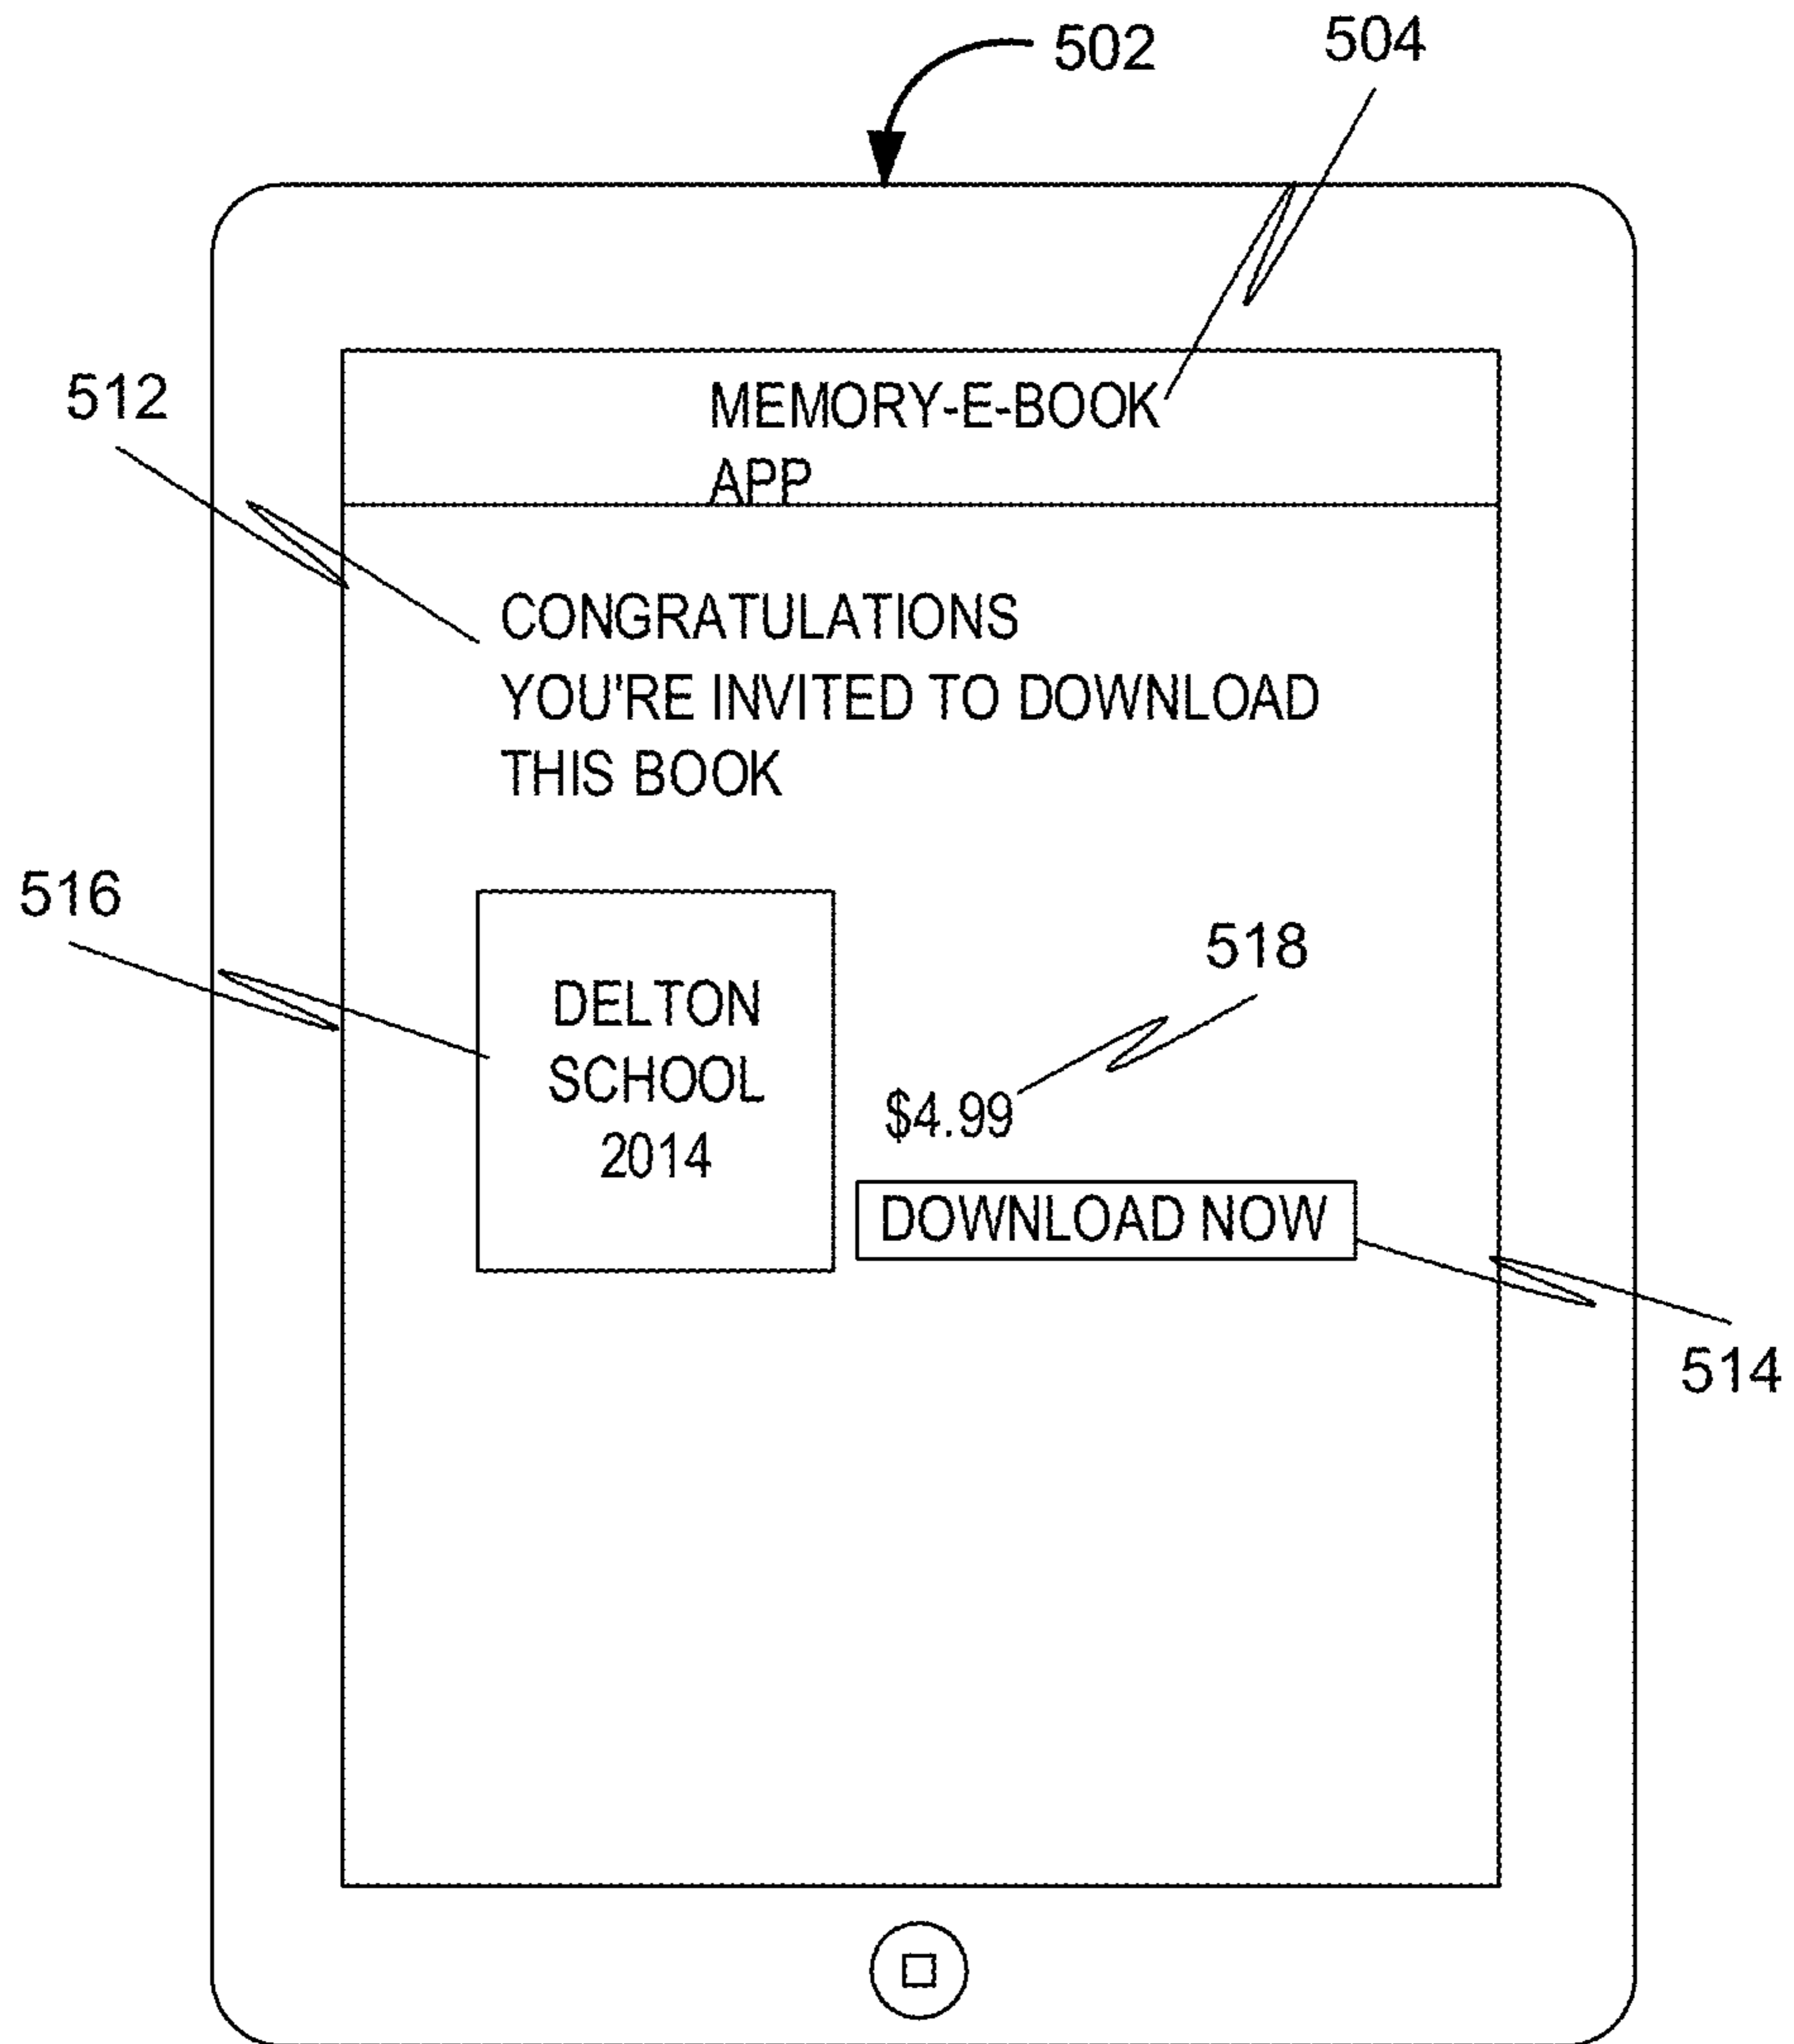 502
504
MEMORY-E-BOOK
APP
512
CONGRATULATIONS
YOU'RE INVITED TO DOWNLOAD
THIS BOOK
516
DELTON
SCHOOL
2014
518
$4.99
DOWNLOAD NOW
514